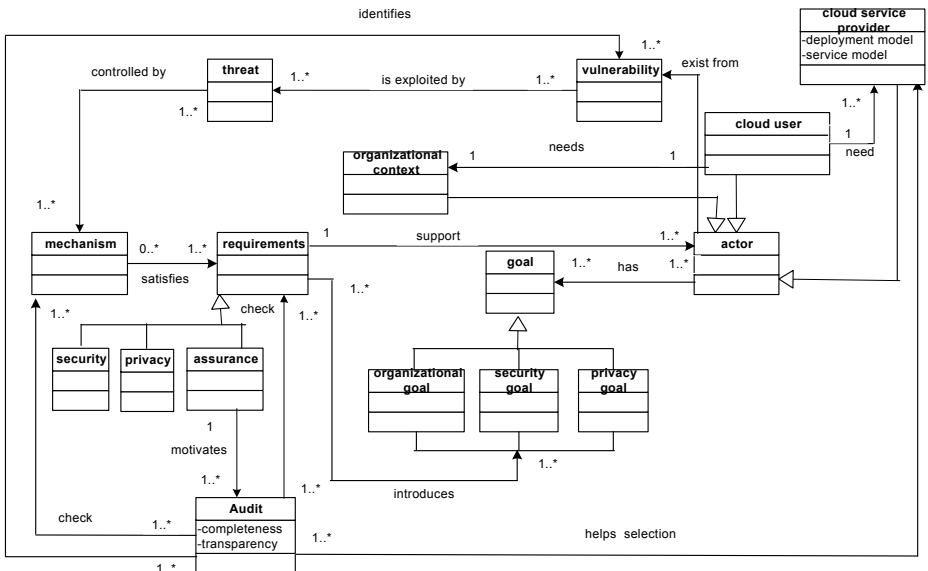 identifies
cloud service
provider
-deployment model
-service model
1..*
controlled by
threat
1..*
is exploited by
1..*
vulnerability
exist from
1..*
1..*
cloud user
1
need
needs
organizational
context
1
1
1..*
mechanism
0..*
1..*
requirements
1
support
1..*
actor
satisfies
goal
1..*
has
1..*
1..*
check
1..*
1..*
security
privacy
assurance
organizational
goal
security
goal
privacy
goal
1
motivates
1..*
1..*
1..*
introduces
Audit
-completeness
-transparency
check
1..*
1..*
helps selection
1..*